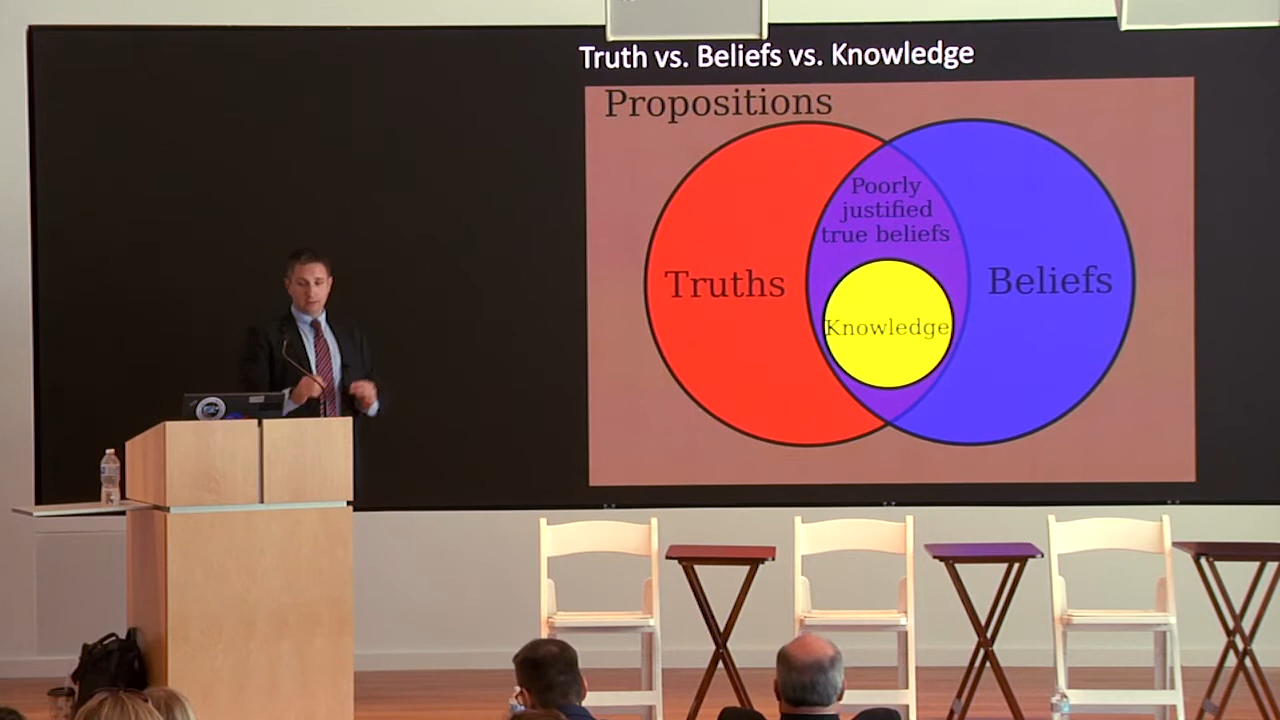 Truth vs. Beliefs vs. Knowledge
Propositions
Poorly
justified
true beliefs
Truths
Beliefs
Knowledge